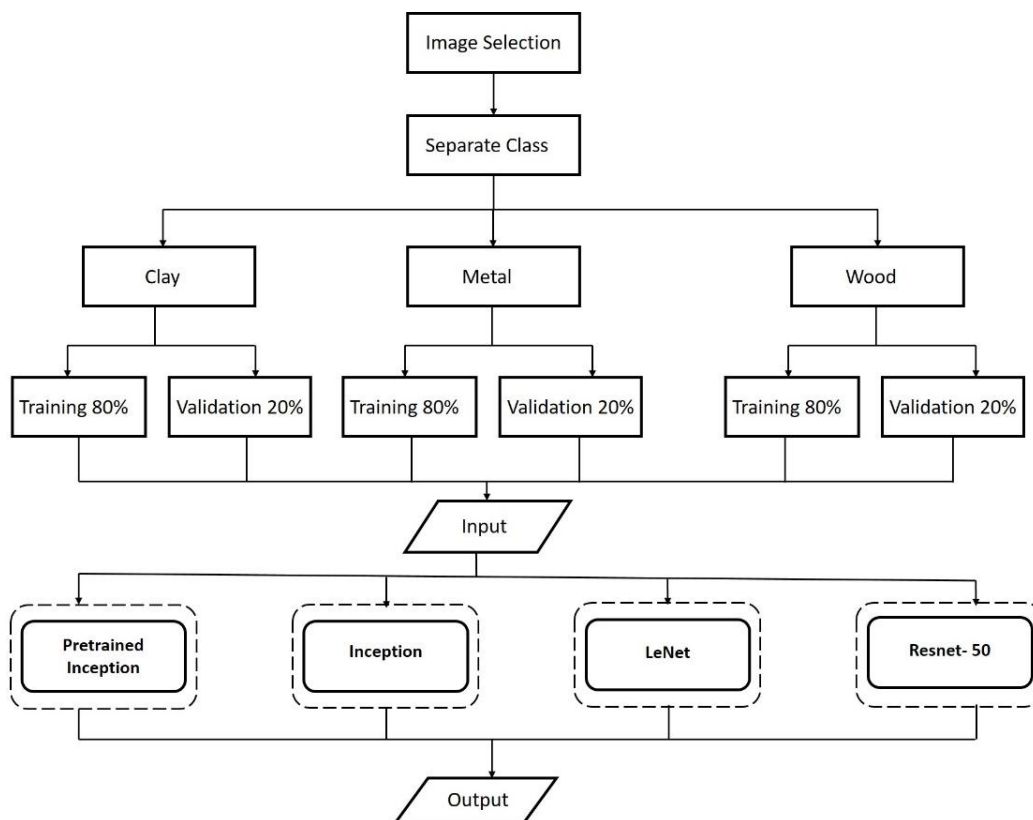 Image Selection
Separate Class
Clay
Metal
Wood
Training 80%
Validation 20%
Training 80%
Validation 20%
Training 80%
Validation 20%
Input
Pretrained
Inception
Inception
LeNet
Resnet- 50
Output